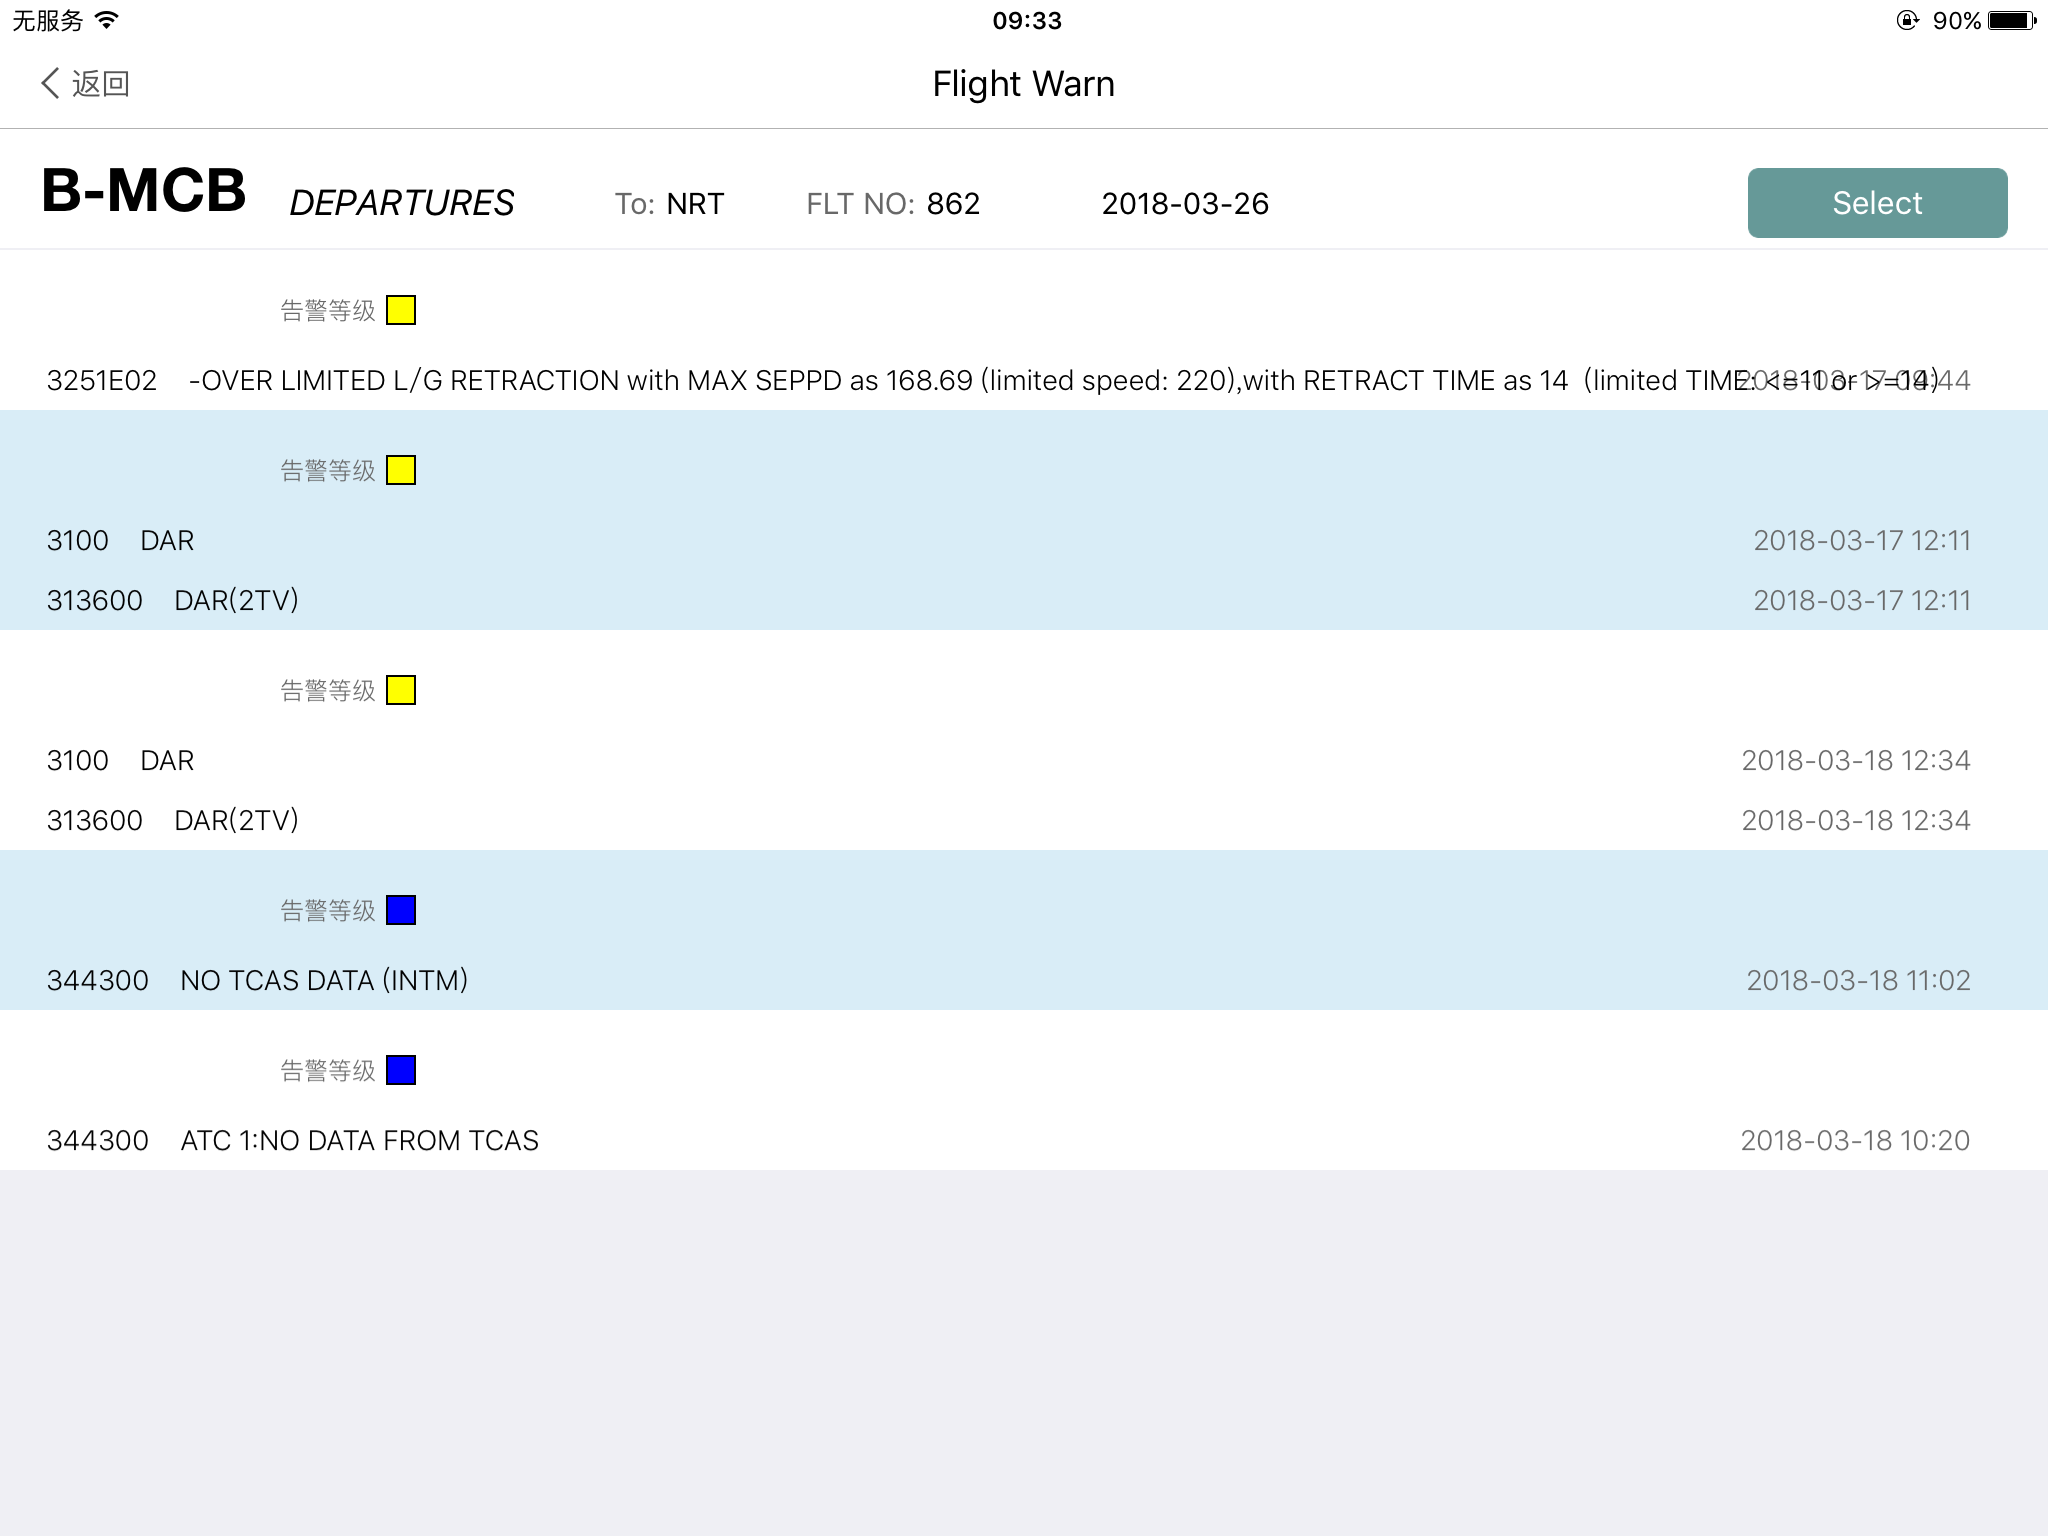 无服务 09:33 90%
返回 Flight Warn
B-MCB DEPARTURES To: NRT FLT NO: 862 2018-03-26 Select
告警等级
3251E02 -OVER LIMITED L/G RETRACTION with MAX SEPPD as 168.69 (limited speed: 220),with RETRACT TIME as 14 (limited TIME: <=11 or >=14)
告警等级
3100 DAR 2018-03-17 12:11
313600 DAR(2TV) 2018-03-17 12:11
告警等级
3100 DAR 2018-03-18 12:34
313600 DAR(2TV) 2018-03-18 12:34
告警等级
344300 NO TCAS DATA (INTM) 2018-03-18 11:02
告警等级
344300 ATC 1:NO DATA FROM TCAS 2018-03-18 10:20